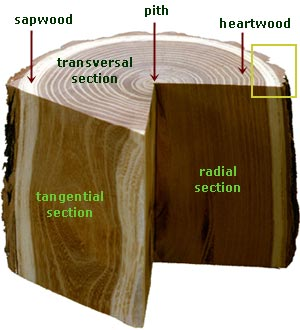 pith
sapwood
heartwood
transversal
section
radial
section
tangential
section